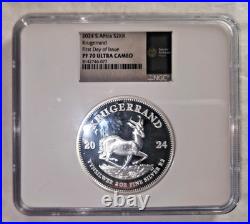 2024 S. Africa S2KR
Krugerrand
First Day of Issue
PF 70 ULTRA CAMEO
NGC
KRUGERRAND
20 24
FYNSILWER 2 OZ FINE SILVER R2